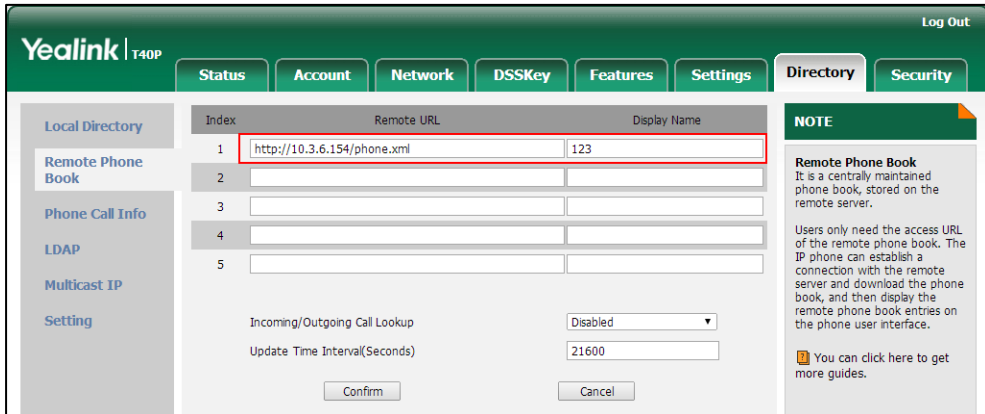 Log Out
Yealink T40P
Status Account Network DSSKey Features Settings Directory Security
Local Directory
Remote Phone
Book
Phone Call Info
LDAP
Multicast IP
Setting
Index Remote URL Display Name
1 http://10.3.6.154/phone.xml 123
2
3
4
5
Incoming/Outgoing Call Lookup Disabled
Update Time Interval(Seconds) 21600
Confirm Cancel
NOTE
Remote Phone Book
It is a centrally maintained
phone book, stored on the
remote server.
Users only need the access URL
of the remote phone book. The
IP phone can establish a
connection with the remote
server and download the phone
book, and then display the
remote phone book entries on
the phone user interface.
You can click here to get
more guides.